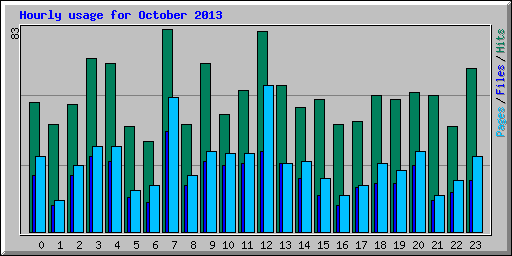 Hourly usage for October 2013
83
Pages / Files / Hits
0 1 2 3 4 5 6 7 8 9 10 11 12 13 14 15 16 17 18 19 20 21 22 23